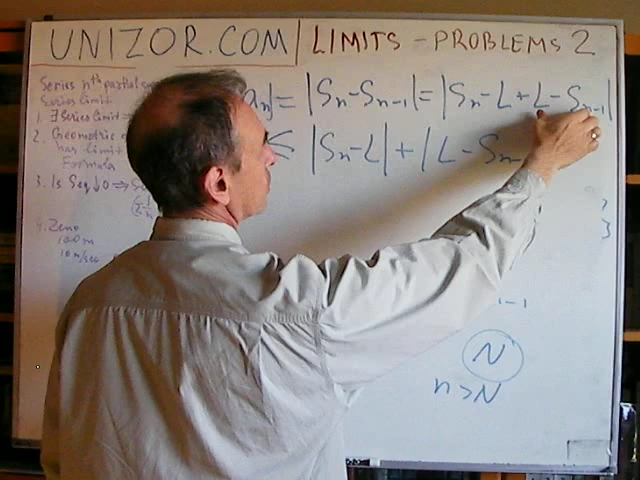 UNIZOR.COM | LIMITS - PROBLEMS 2
Series nth partial
Series limit
1. ∃ Series limit ⇒
2. Geometric
has limit
Formula
3. Is Seq ↓ 0 ⇒
(Σ 1/n
4. Zeno
100 m
10 m/sec
aₙ| = |Sₙ - Sₙ₋₁| = |Sₙ - L + L - Sₙ₋₁|
≤ |Sₙ - L| + |L - Sₙ
N
n > N